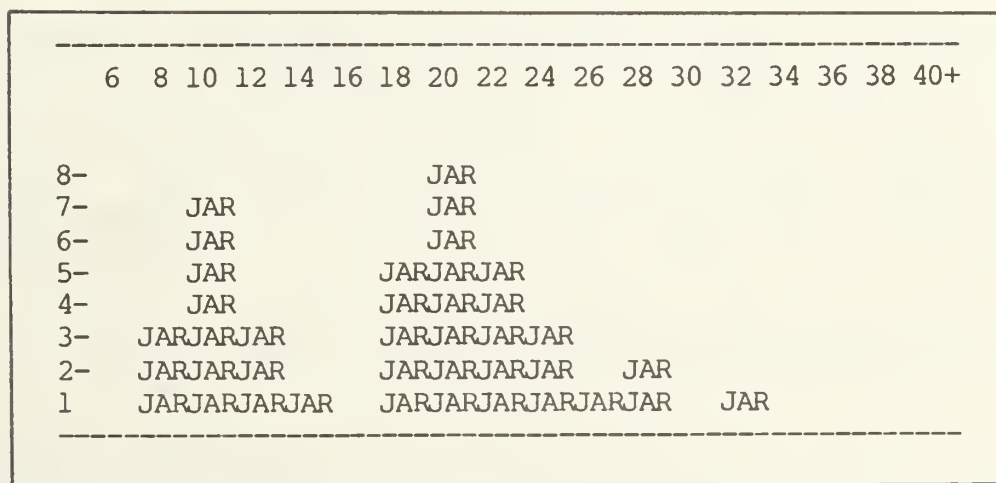 6 8 10 12 14 16 18 20 22 24 26 28 30 32 34 36 38 40+
8- JAR
7- JAR JAR
6- JAR JAR
5- JAR JARJARJAR
4- JAR JARJARJAR
3- JARJARJAR JARJARJARJAR
2- JARJARJAR JARJARJARJAR JAR
1 JARJARJARJAR JARJARJARJARJARJAR JAR